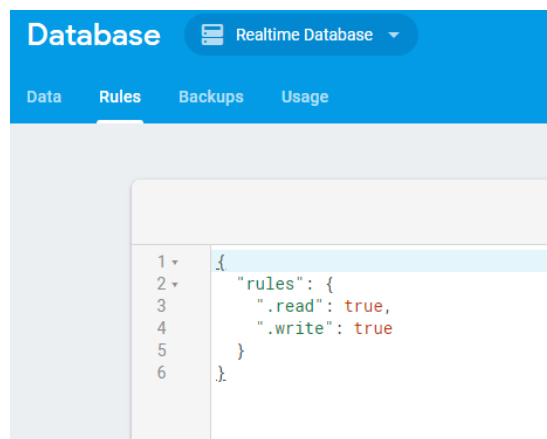 Database Realtime Database
Data Rules Backups Usage
1 {
2 "rules": {
3 ".read": true,
4 ".write": true
5 }
6 }